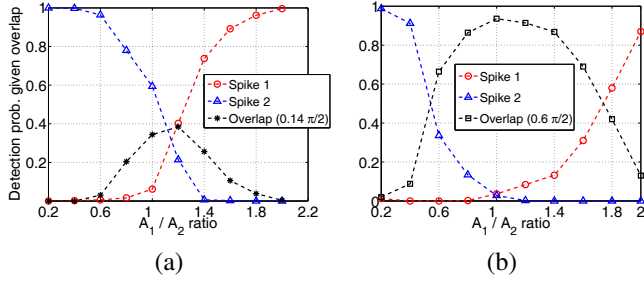 Detection prob. given overlap
1
0.8
0.6
0.4
0.2
0
0.2 0.6 1 1.4 1.8 2.2
A1 / A2 ratio
Spike 1
Spike 2
Overlap (0.14 π/2)
(a)
1
0.8
0.6
0.4
0.2
0
0.2 0.6 1 1.4 1.8 2
A1 / A2 ratio
Spike 1
Spike 2
Overlap (0.6 π/2)
(b)